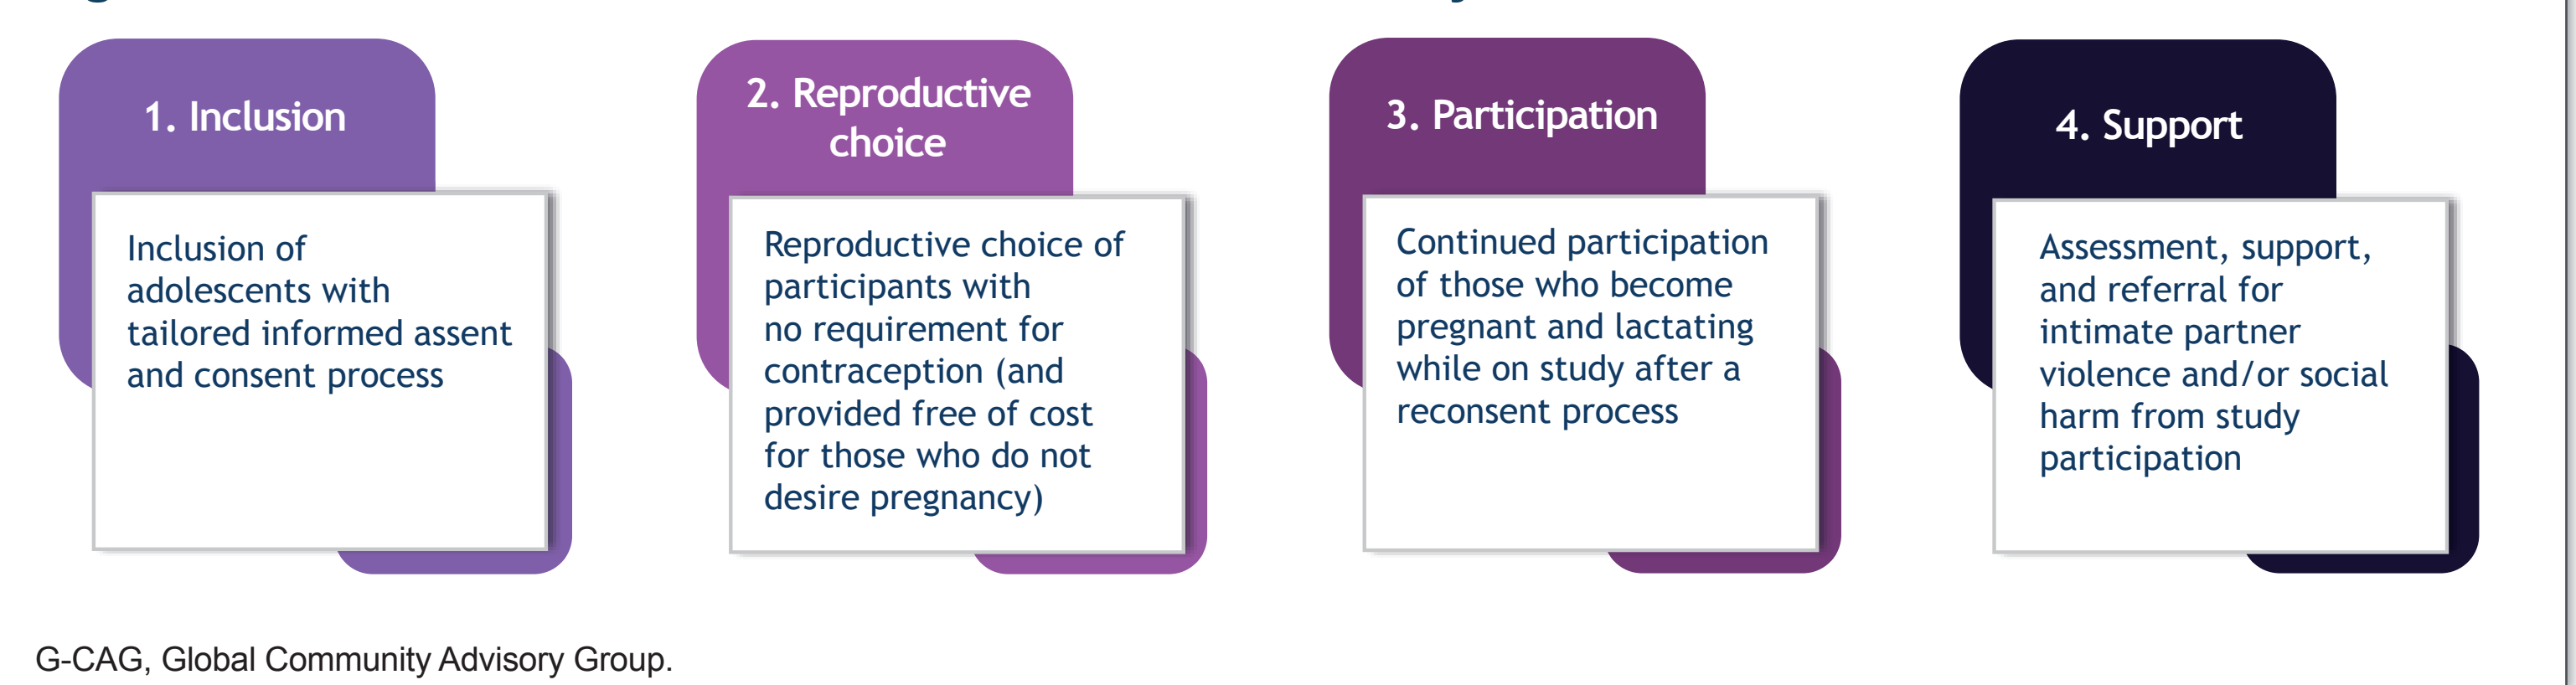 1. Inclusion
Inclusion of
adolescents with
tailored informed assent
and consent process
2. Reproductive
choice
Reproductive choice of
participants with
no requirement for
contraception (and
provided free of cost
for those who do not
desire pregnancy)
3. Participation
Continued participation
of those who become
pregnant and lactating
while on study after a
reconsent process
4. Support
Assessment, support,
and referral for
intimate partner
violence and/or social
harm from study
participation
G-CAG, Global Community Advisory Group.